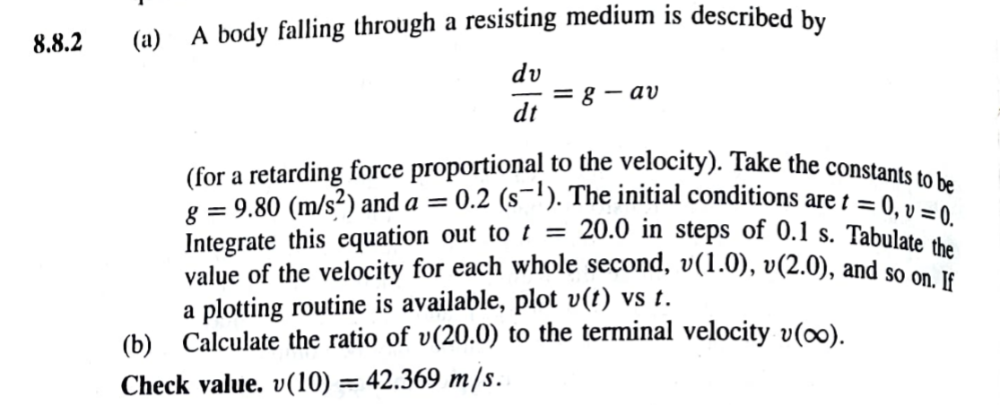 8.8.2 (a) A body falling through a resisting medium is described by
dv/dt = g − av
(for a retarding force proportional to the velocity). Take the constants to be
g = 9.80 (m/s²) and a = 0.2 (s⁻¹). The initial conditions are t = 0, v = 0.
Integrate this equation out to t = 20.0 in steps of 0.1 s. Tabulate the
value of the velocity for each whole second, v(1.0), v(2.0), and so on. If
a plotting routine is available, plot v(t) vs t.
(b) Calculate the ratio of v(20.0) to the terminal velocity v(∞).
Check value. v(10) = 42.369 m/s.